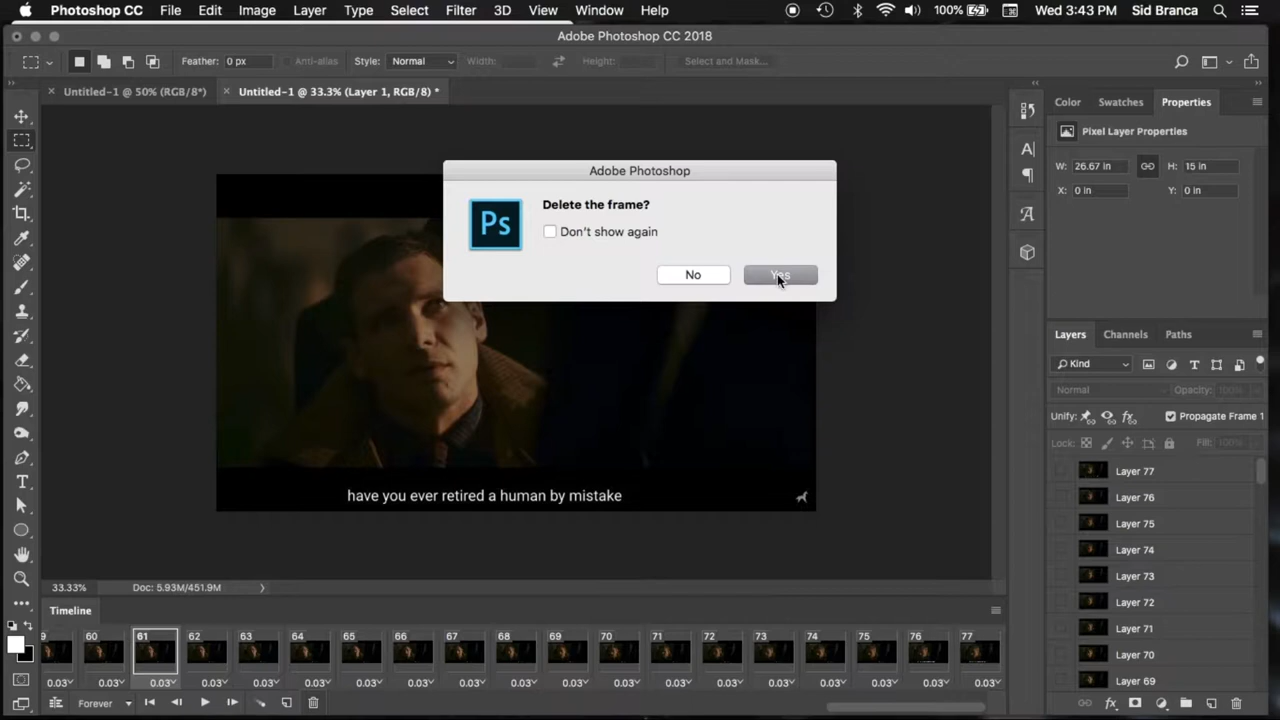 Photoshop CC File Edit Image Layer Type Select Filter 3D View Window Help 100% Wed 3:43 PM Sid Branca
Adobe Photoshop CC 2018
Feather: 0 px Anti-alias Style: Normal Width: Height: Select and Mask...
Untitled-1 @ 50% (RGB/8*) Untitled-1 @ 33.3% (Layer 1, RGB/8) *
Color Swatches Properties
Pixel Layer Properties
W: 26.67 in H: 15 in
X: 0 in Y: 0 in
Adobe Photoshop
Ps
Delete the frame?
Don't show again
No Yes
have you ever retired a human by mistake
Layers Channels Paths
Kind
Normal Opacity: 100%
Unify: Propagate Frame 1
Lock: Fill: 100%
Layer 77
Layer 76
Layer 75
Layer 74
Layer 73
Layer 72
Layer 71
Layer 70
Layer 69
33.33% Doc: 5.93M/451.9M
Timeline
9 60 61 62 63 64 65 66 67 68 69 70 71 72 73 74 75 76 77
0.03 0.03 0.03 0.03 0.03 0.03 0.03 0.03 0.03 0.03 0.03 0.03 0.03 0.03 0.03 0.03 0.03 0.03 0.03
Forever